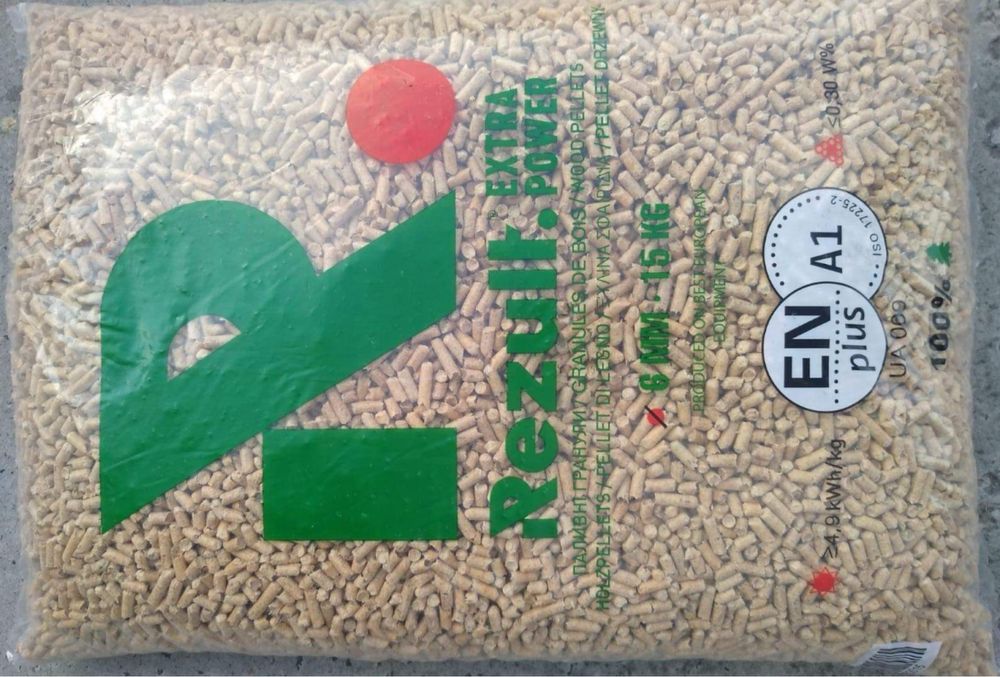 R
EXTRA
Rezult.® POWER
ПАЛИВНІ ГРАНУЛИ / GRANULES DE BOIS / WOOD PELLETS
HOLZPELLETS / PELLET DI LEGNO / PELLET DRZEWNY
6 MM · 15 KG
PRODUCED ON BEST EUROPEAN
EQUIPMENT
≥4,9 kWh/kg
EN
plus
A1
ISO 17225-2
≤0,30 W%
UA 089
100%